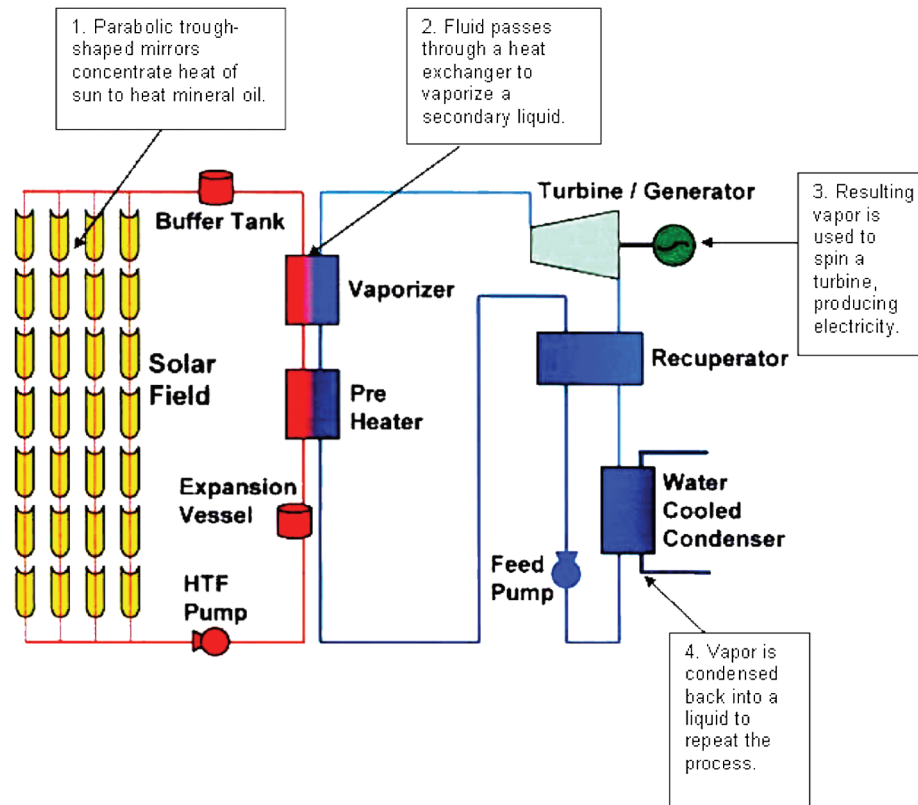 1. Parabolic trough-
shaped mirrors
concentrate heat of
sun to heat mineral oil.
2. Fluid passes
through a heat
exchanger to
vaporize a
secondary liquid.
Turbine / Generator
3. Resulting
vapor is
used to
spin a
turbine,
producing
electricity.
Buffer Tank
Vaporizer
Solar
Field
Pre
Heater
Recuperator
Expansion
Vessel
Water
Cooled
Condenser
Feed
Pump
HTF
Pump
4. Vapor is
condensed
back into a
liquid to
repeat the
process.